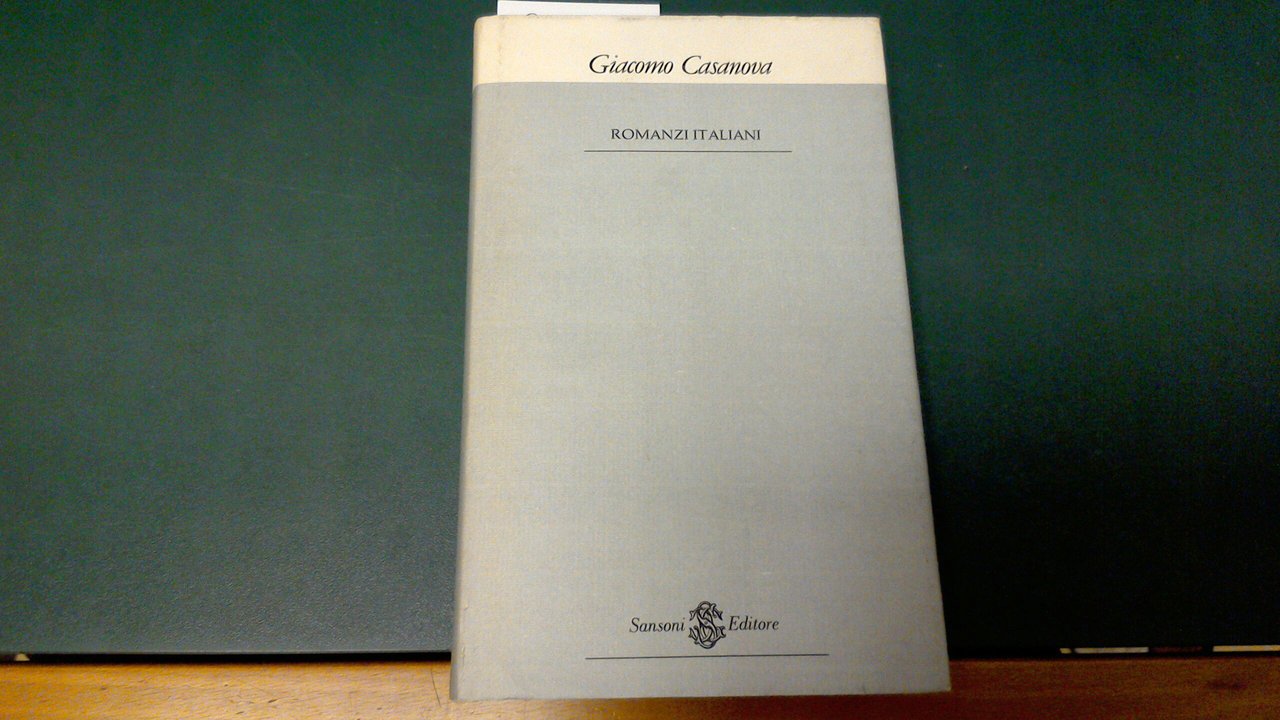 Giacomo Casanova
ROMANZI ITALIANI
Sansoni Editore